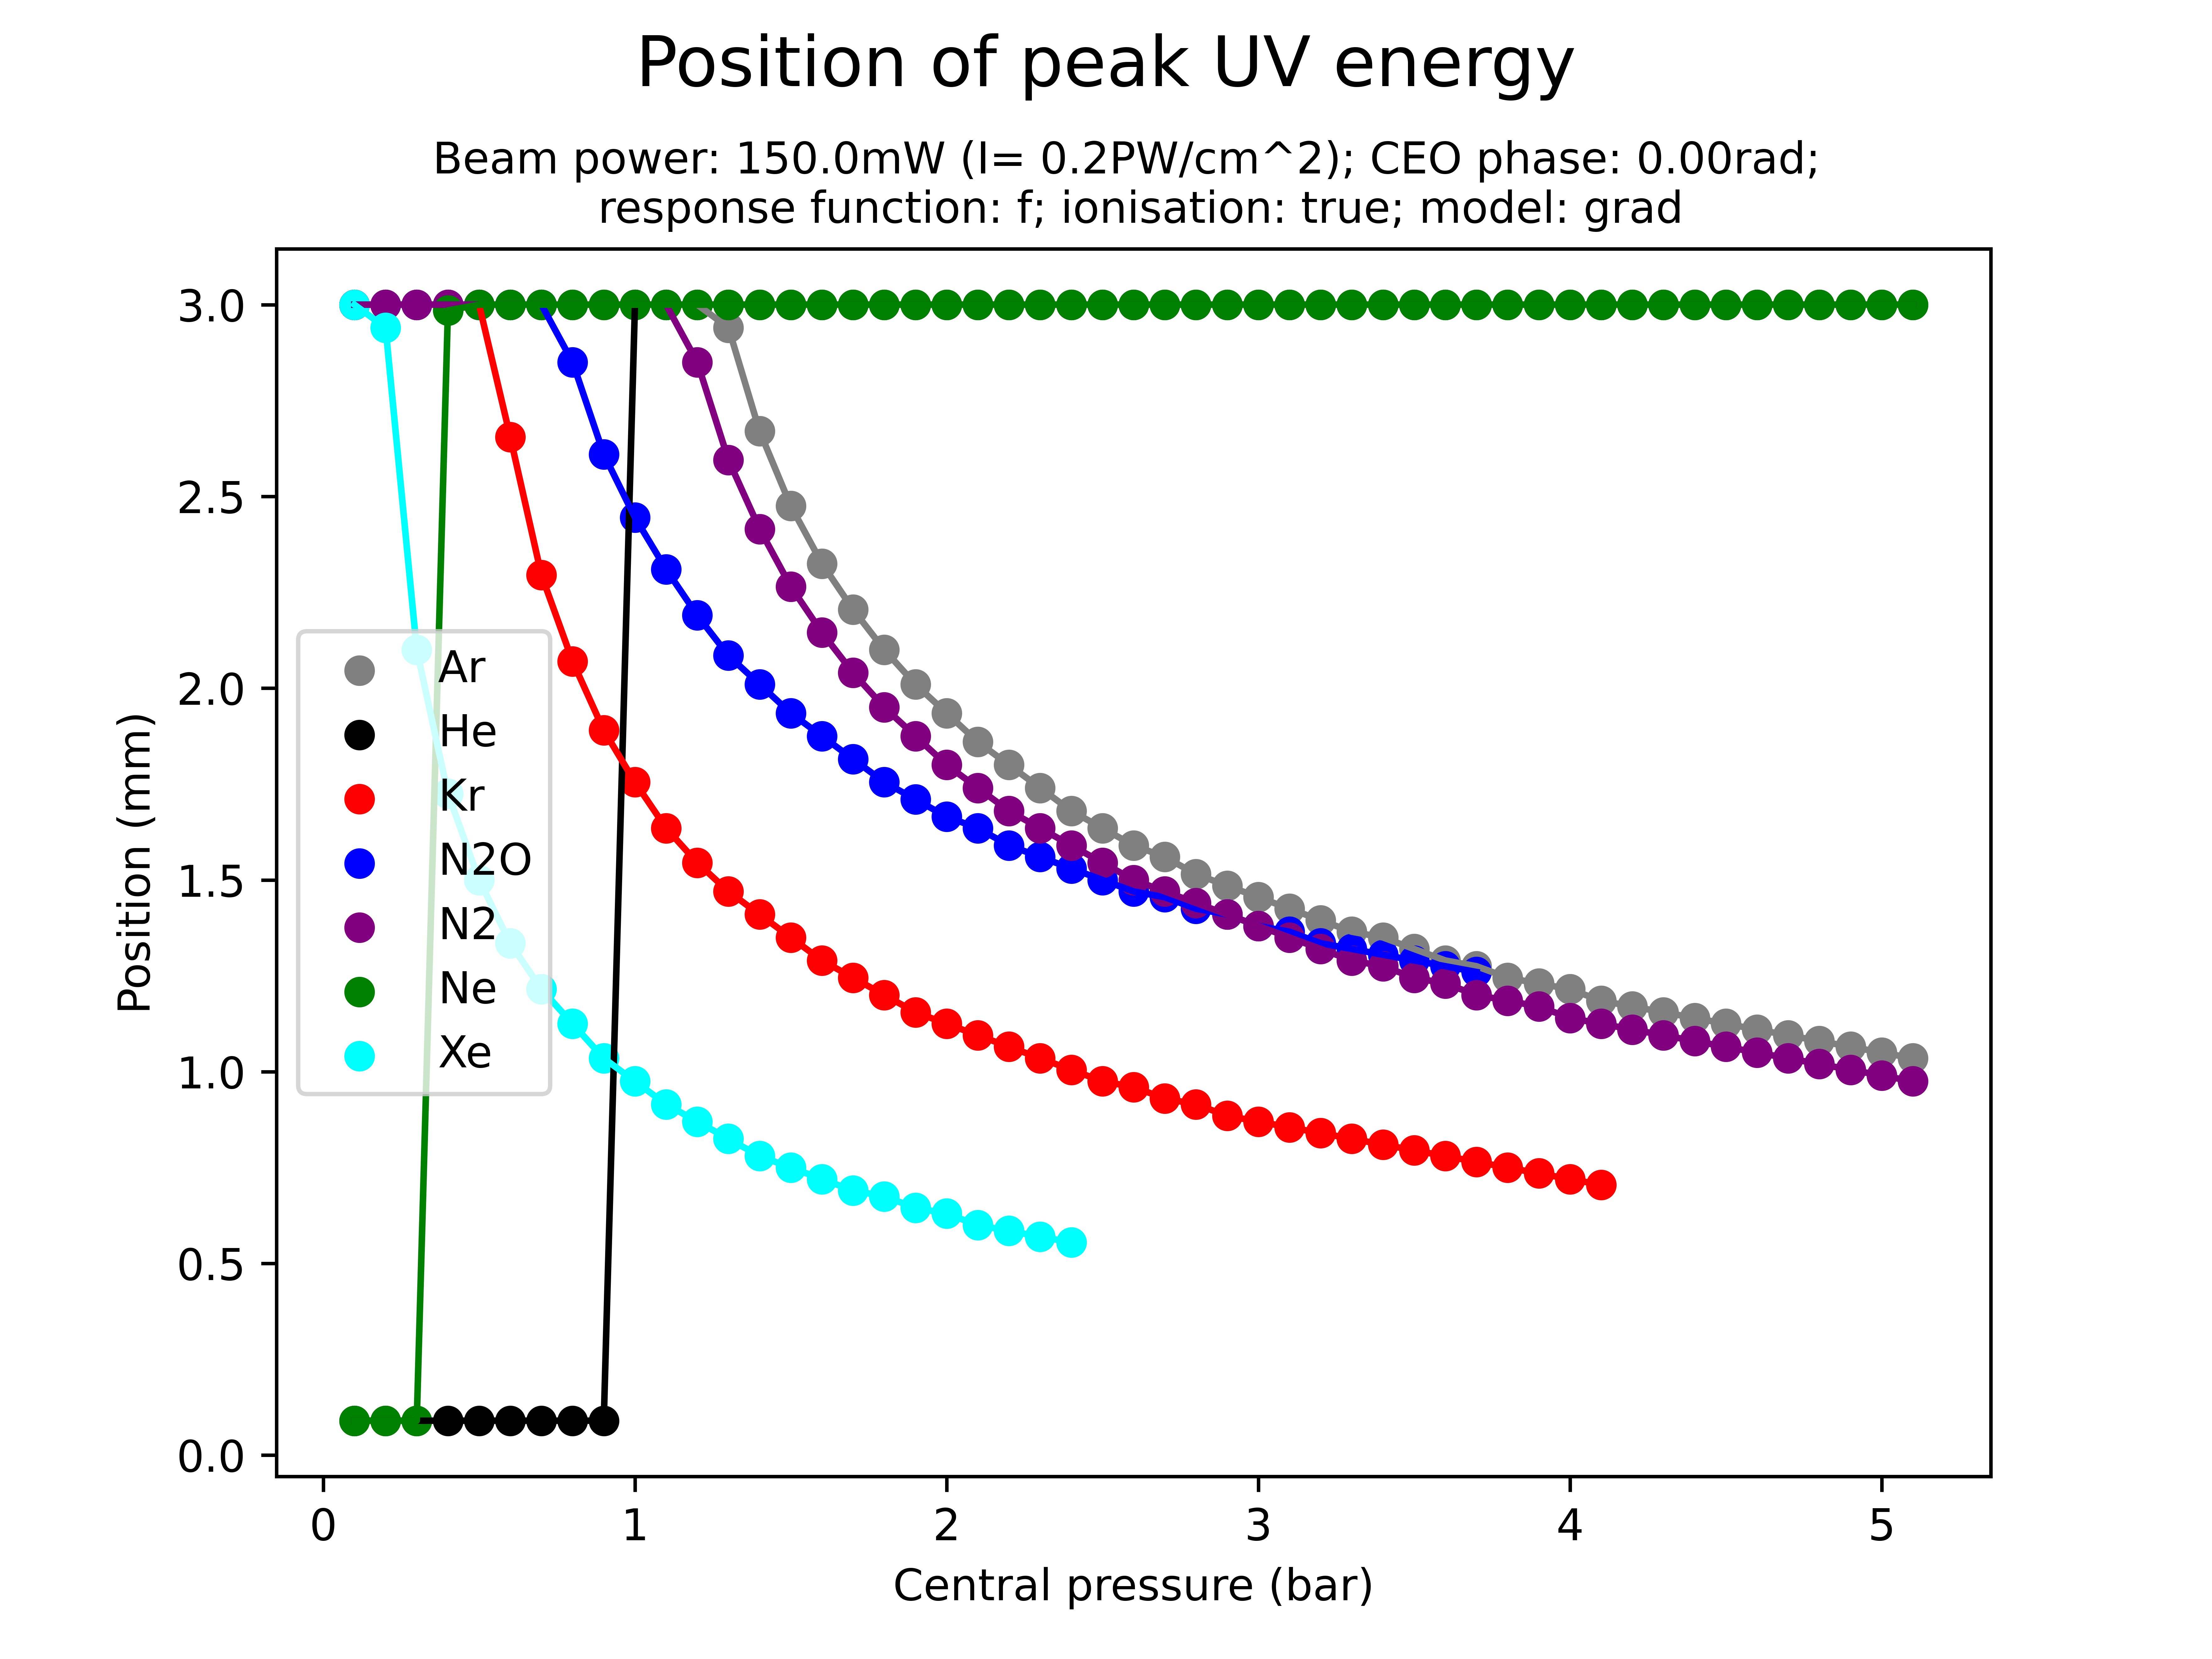 Position of peak UV energy
Beam power: 150.0mW (I= 0.2PW/cm^2); CEO phase: 0.00rad;
response function: f; ionisation: true; model: grad
3.0
2.5
2.0
1.5
1.0
0.5
0.0
Position (mm)
Ar
He
Kr
N2O
N2
Ne
Xe
0 1 2 3 4 5
Central pressure (bar)